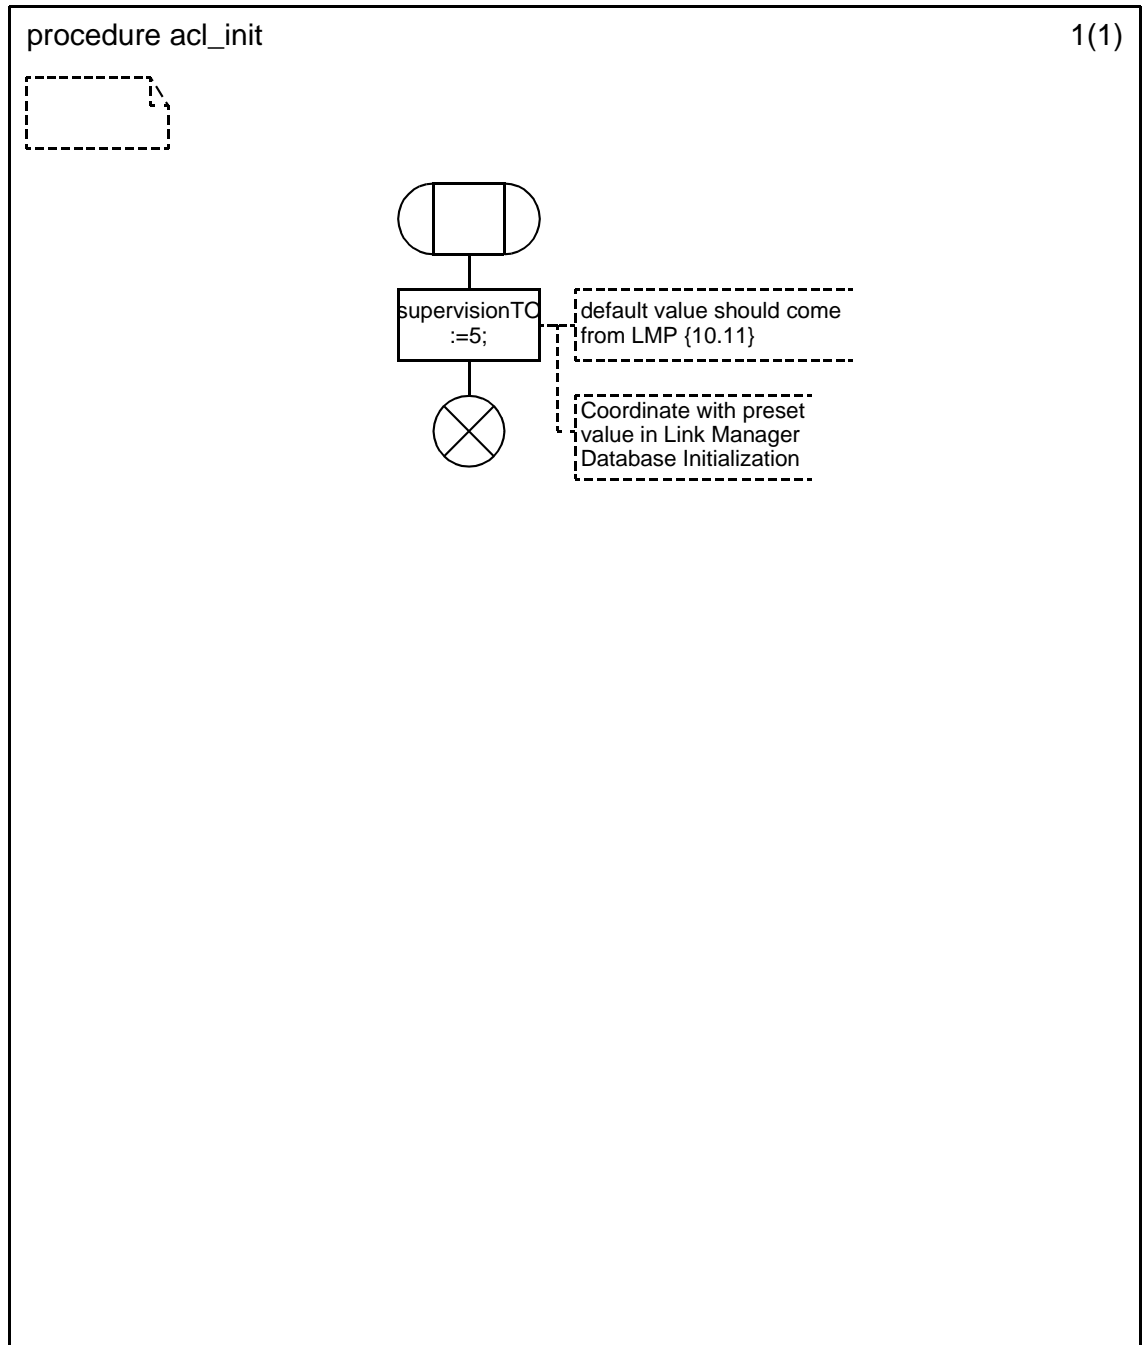 procedure acl_init
1(1)
supervisionTO
:=5;
default value should come
from LMP {10.11}
Coordinate with preset
value in Link Manager
Database Initialization